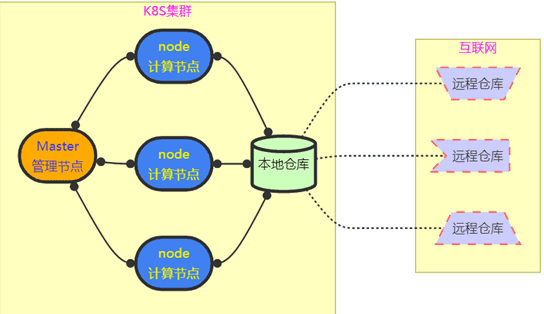 K8S集群
互联网
node
计算节点
远程仓库
Master
管理节点
node
计算节点
本地仓库
远程仓库
node
计算节点
远程仓库